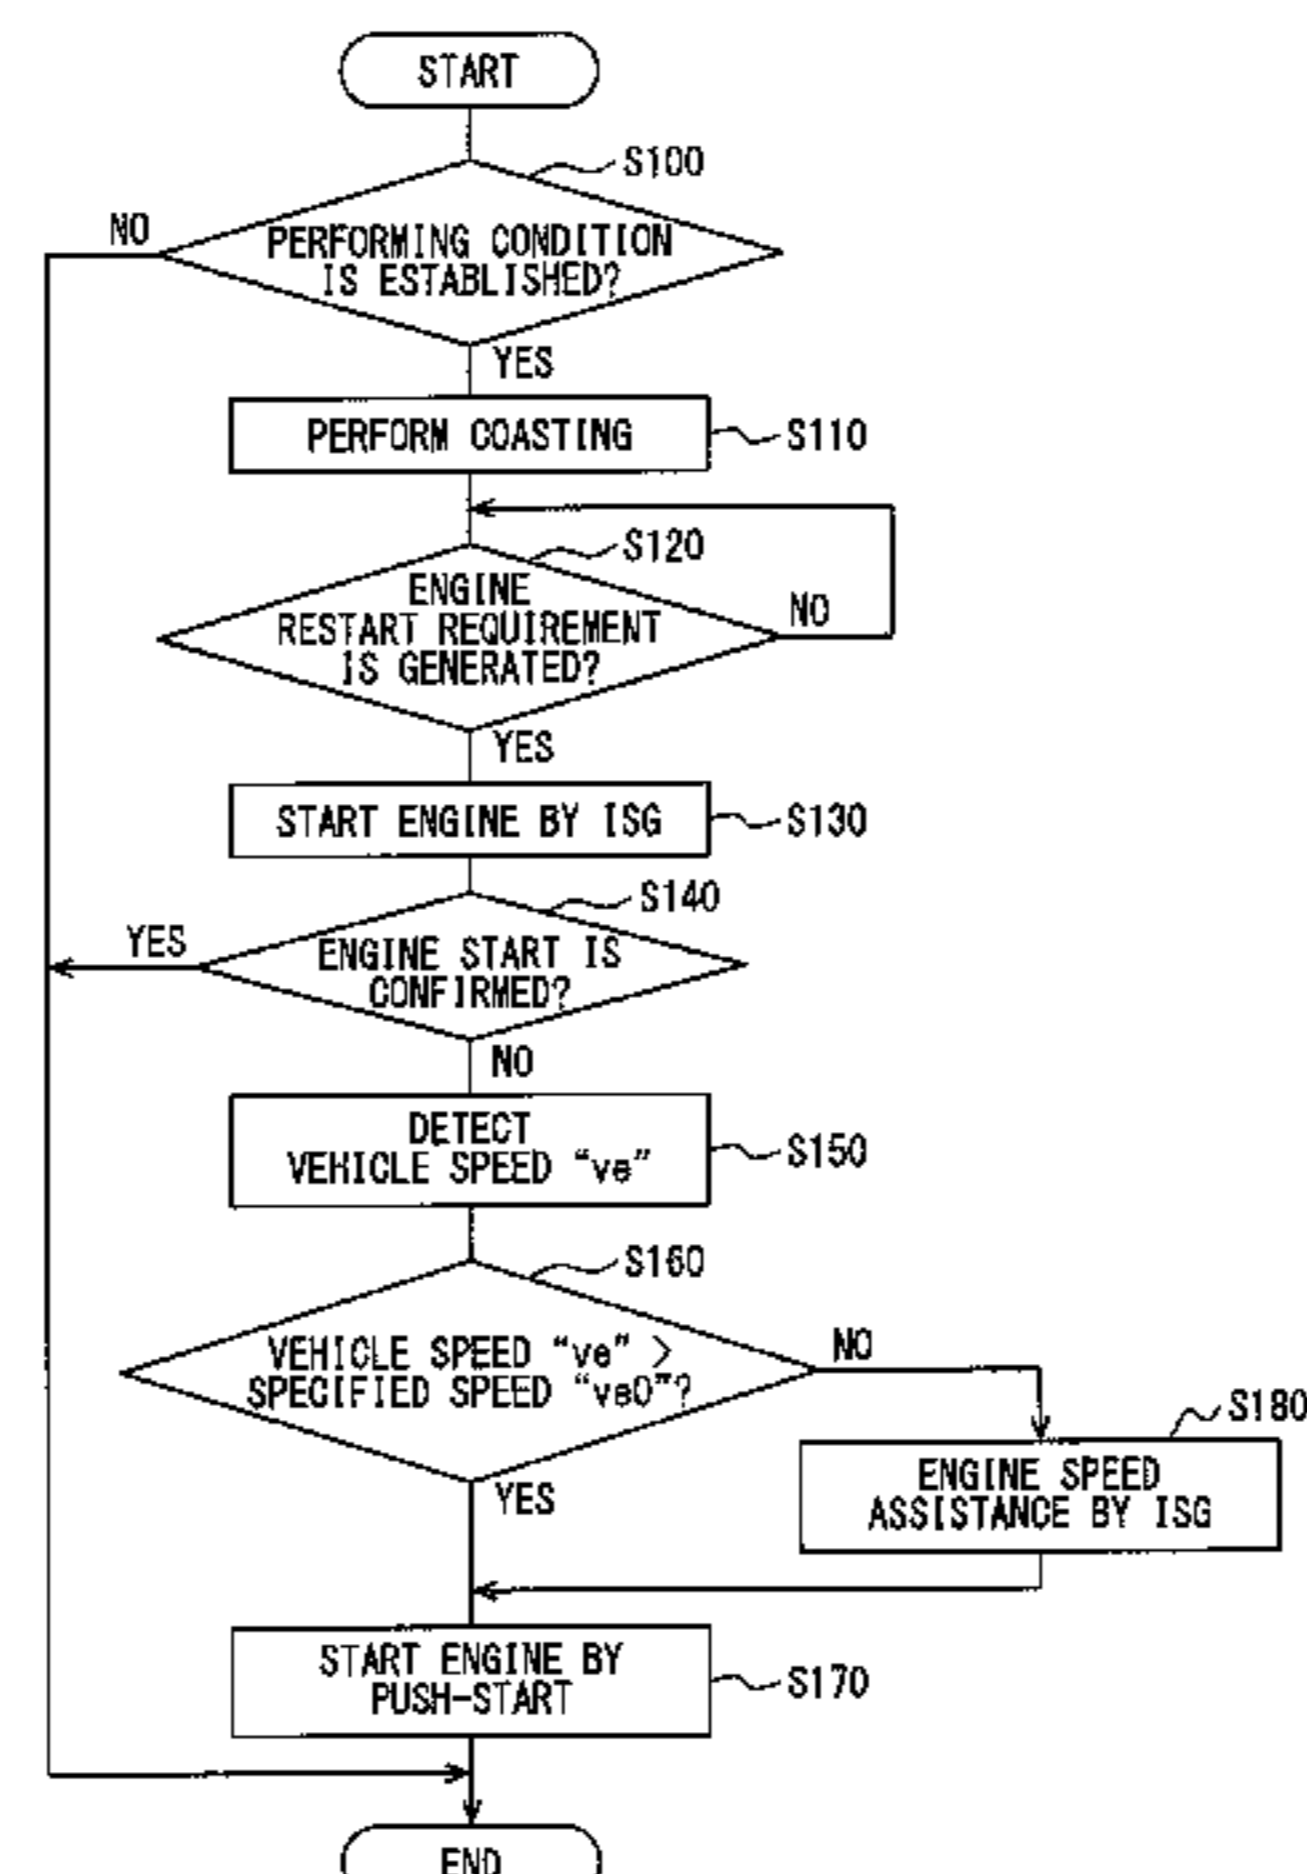 START
S100
NO
PERFORMING CONDITION
IS ESTABLISHED?
YES
PERFORM COASTING
S110
S120
ENGINE
RESTART REQUIREMENT
IS GENERATED?
NO
YES
START ENGINE BY ISG
S130
S140
YES
ENGINE START IS
CONFIRMED?
NO
DETECT
VEHICLE SPEED “ve”
S150
S160
VEHICLE SPEED “ve” >
SPECIFIED SPEED “ve0”?
NO
S180
ENGINE SPEED
ASSISTANCE BY ISG
YES
START ENGINE BY
PUSH-START
S170
END